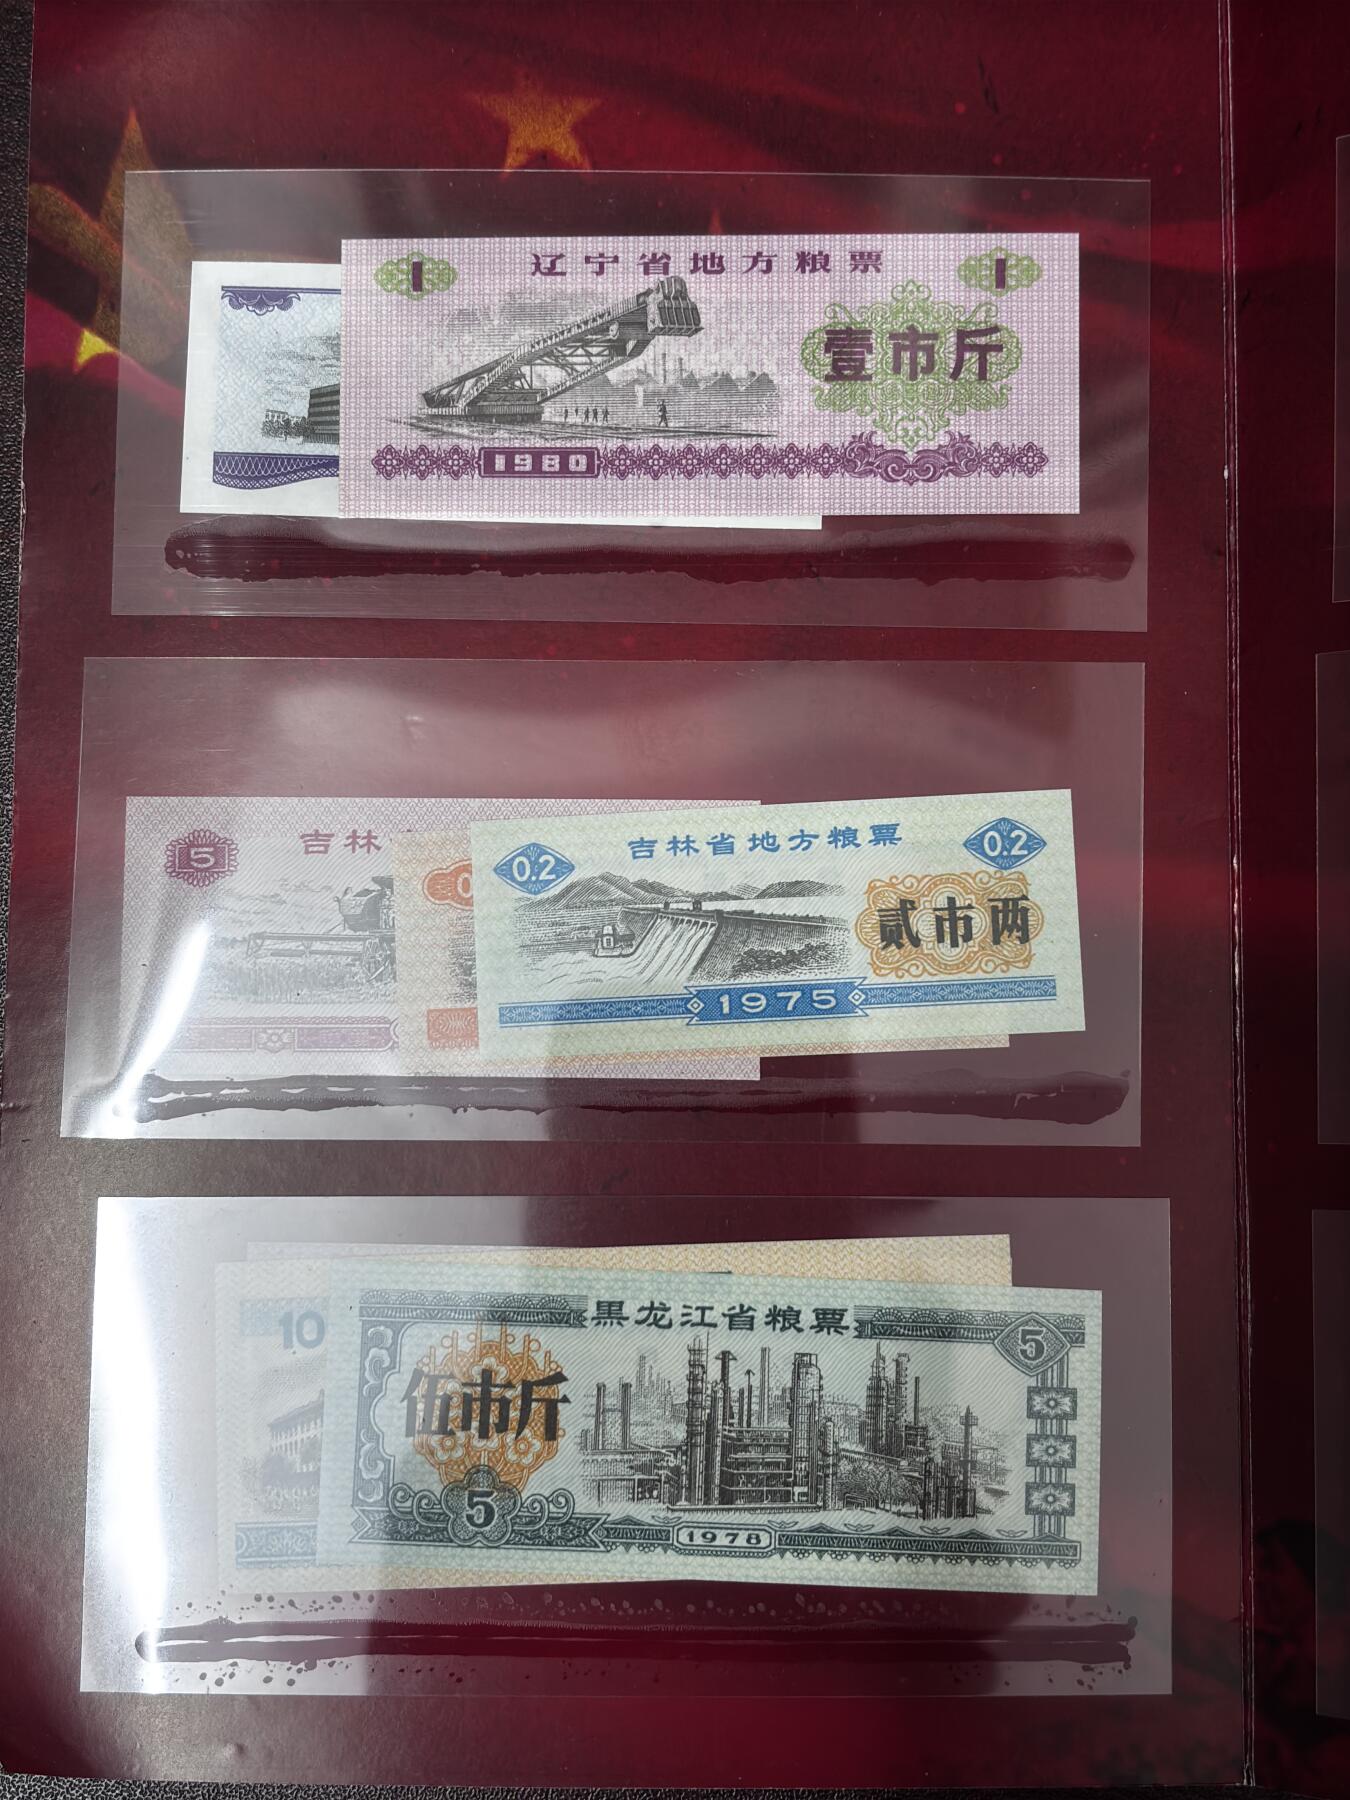 1 辽宁省地方粮票 1
壹市斤
1980
5 吉林
0
0.2 吉林省地方粮票 0.2
贰市两
1975
10
黑龙江省粮票 5
伍市斤
5
1978